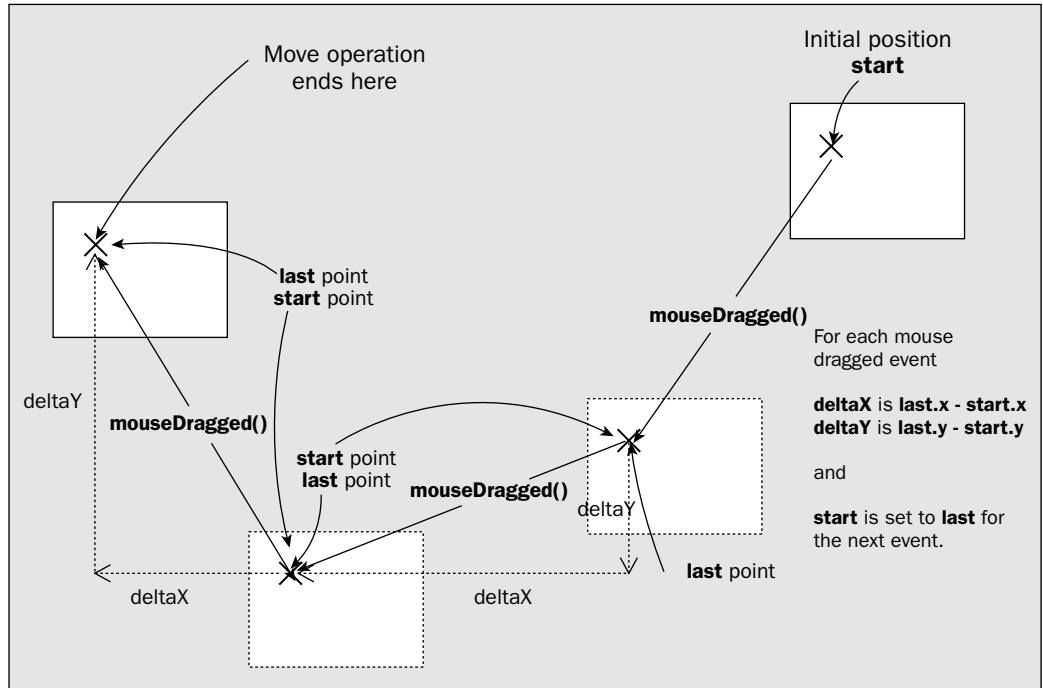 Move operation
ends here
Initial position
start
last point
start point
mouseDragged()
For each mouse
dragged event
deltaX is last.x - start.x
deltaY is last.y - start.y
and
start is set to last for
the next event.
deltaY
mouseDragged()
start point
last point
mouseDragged()
deltaY
last point
deltaX
deltaX